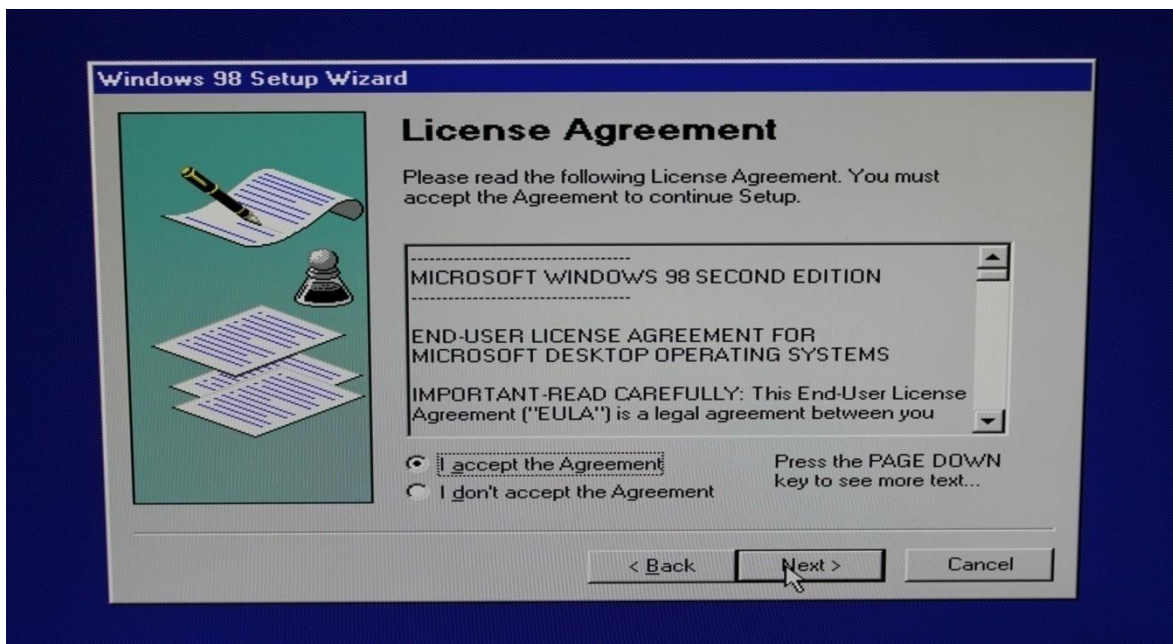 Windows 98 Setup Wizard
License Agreement
Please read the following License Agreement. You must
accept the Agreement to continue Setup.
------------------------------------
MICROSOFT WINDOWS 98 SECOND EDITION
------------------------------------
END-USER LICENSE AGREEMENT FOR
MICROSOFT DESKTOP OPERATING SYSTEMS
IMPORTANT-READ CAREFULLY: This End-User License
Agreement ("EULA") is a legal agreement between you
I accept the Agreement
I don't accept the Agreement
Press the PAGE DOWN
key to see more text...
< Back
Next >
Cancel